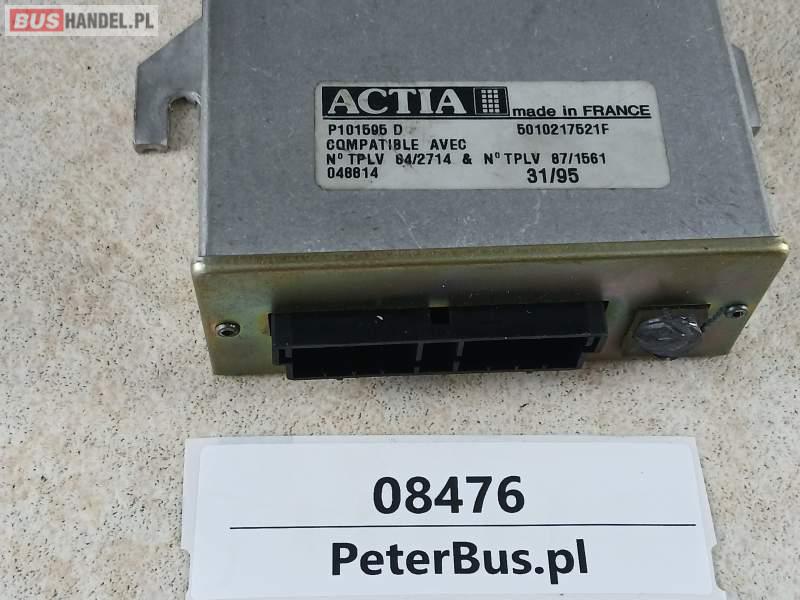 BUSHANDEL.PL
ACTIA made in FRANCE
P101595 D 5010217521F
COMPATIBLE AVEC
N° TPLV 84/2714 & N° TPLV 87/1561
048814 31/95
08476
PeterBus.pl